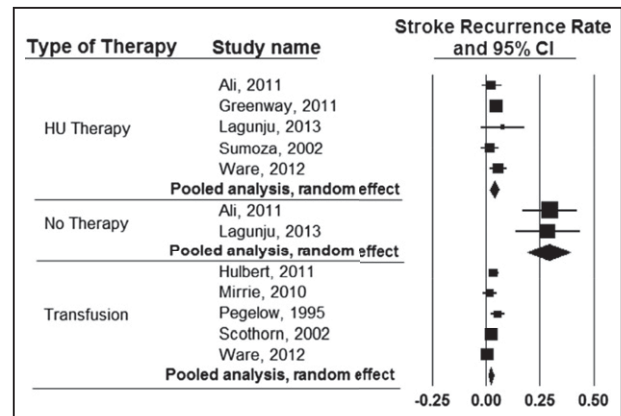 Type of Therapy Study name Stroke Recurrence Rate and 95% CI
HU Therapy
Ali, 2011
Greenway, 2011
Lagunju, 2013
Sumoza, 2002
Ware, 2012
Pooled analysis, random effect
No Therapy
Ali, 2011
Lagunju, 2013
Pooled analysis, random effect
Transfusion
Hulbert, 2011
Mirrie, 2010
Pegelow, 1995
Scothorn, 2002
Ware, 2012
Pooled analysis, random effect
-0.25 0.00 0.25 0.50